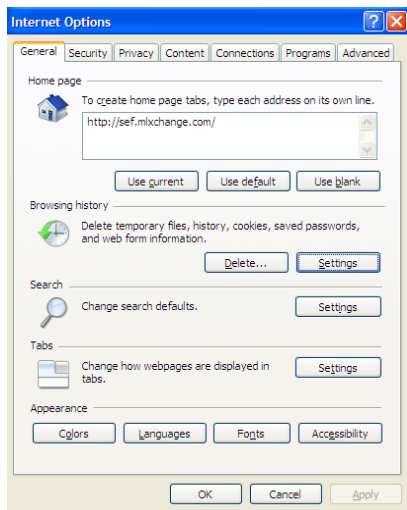 Internet Options
General Security Privacy Content Connections Programs Advanced
Home page
To create home page tabs, type each address on its own line.
http://sef.mlxchange.com/
Use current Use default Use blank
Browsing history
Delete temporary files, history, cookies, saved passwords,
and web form information.
Delete... Settings
Search
Change search defaults. Settings
Tabs
Change how webpages are displayed in Settings
tabs.
Appearance
Colors Languages Fonts Accessibility
OK Cancel Apply